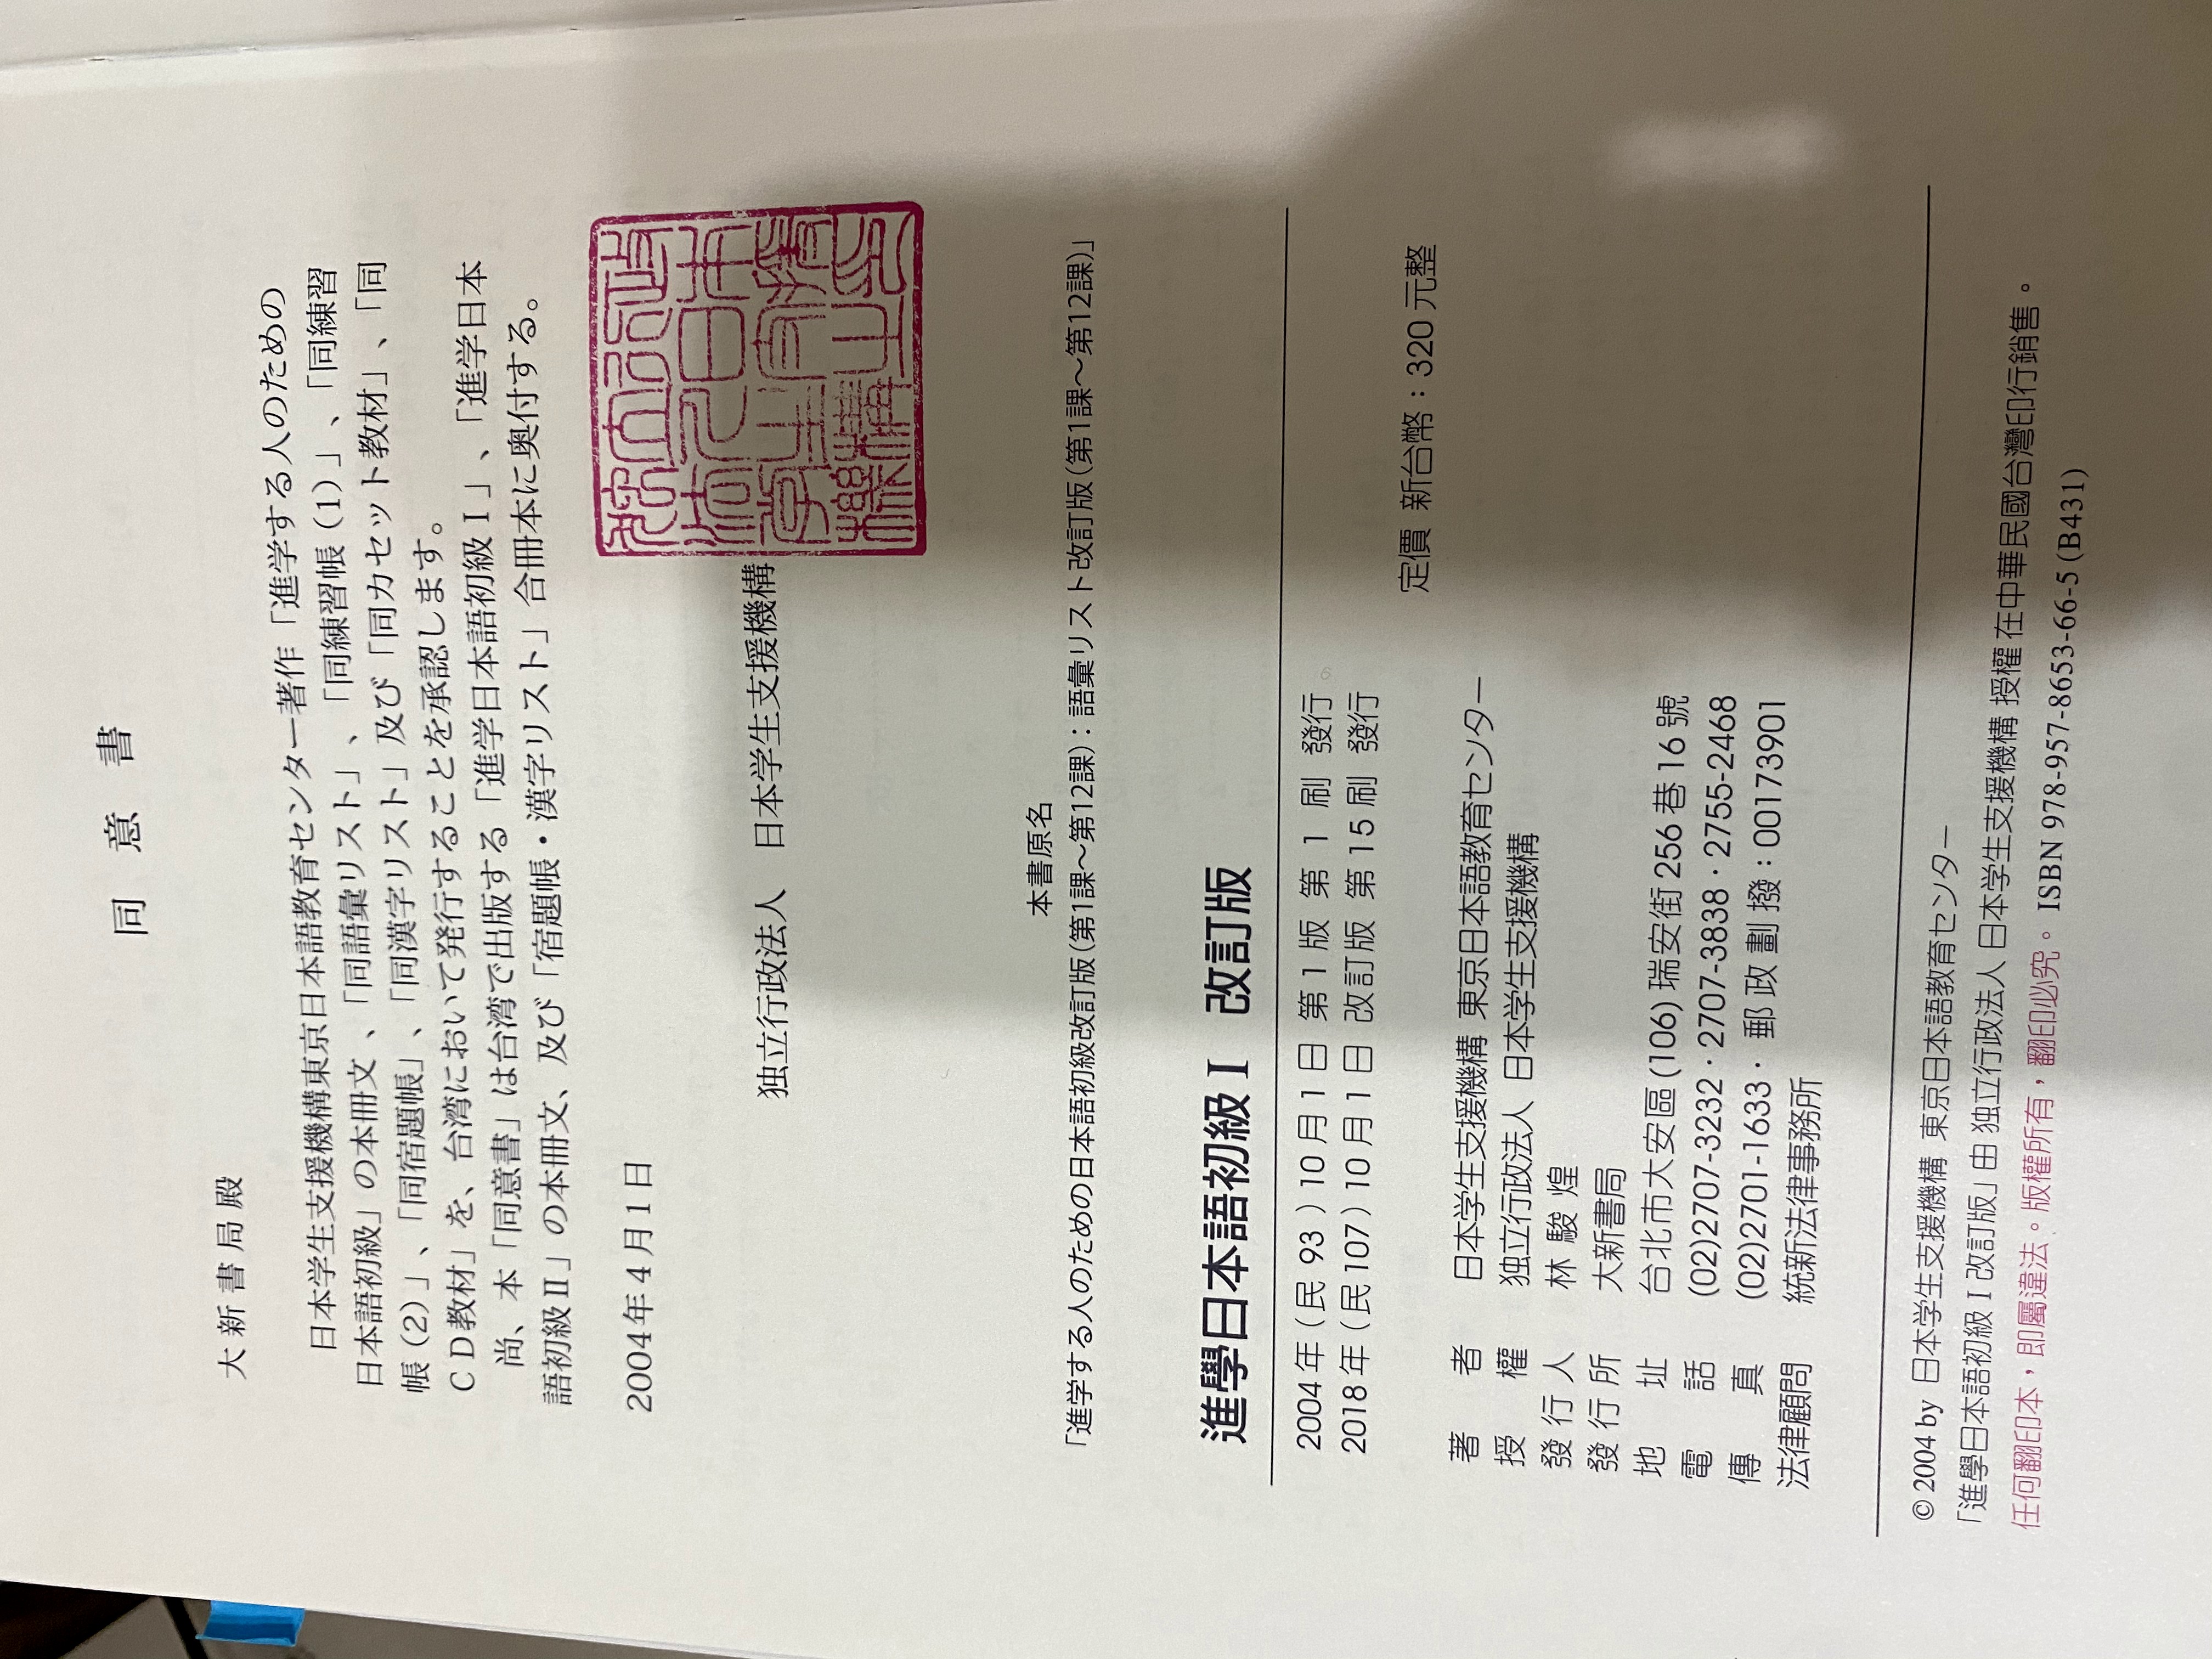 同意書
大新書局殿
日本学生支援機構東京日本語教育センター著作「進学する人のための
日本語初級」の本冊文、「同語彙リスト」、「同練習帳(1)」、「同練習
帳(2)」、「同宿題帳」、「同漢字リスト」及び「同カセット教材」、「同
CD教材」を、台湾において発行することを承認します。
尚、本「同意書」は台湾で出版する「進学日本語初級Ⅰ」、「進学日本
語初級Ⅱ」の本冊文、及び「宿題帳・漢字リスト」合冊本に奥付する。
2004年4月1日
独立行政法人 日本学生支援機構
独立行政
法人日本
学生支援
機構之印
本書原名
「進学する人のための日本語初級改訂版(第1課～第12課):語彙リスト改訂版(第1課～第12課)」
進學日本語初級Ⅰ 改訂版
2004年(民 93 )10月1日 第1版 第 1 刷 發行。
2018年(民107)10月1日 改訂版 第15刷 發行
定價 新台幣:320元整
著 者 日本学生支援機構 東京日本語教育センター
授 權 独立行政法人 日本学生支援機構
發行人 林駿煌
發行所 大新書局
地 址 台北市大安區(106)瑞安街256巷16號
電 話 (02)2707-3232・2707-3838・2755-2468
傳 真 (02)2701-1633・郵政劃撥:00173901
法律顧問 統新法律事務所
© 2004 by 日本学生支援機構 東京日本語教育センター
「進學日本語初級Ⅰ改訂版」由 独立行政法人 日本学生支援機構 授權 在中華民國台灣印行銷售。
任何翻印本,即屬違法。版權所有,翻印必究。 ISBN 978-957-8653-66-5 (B431)